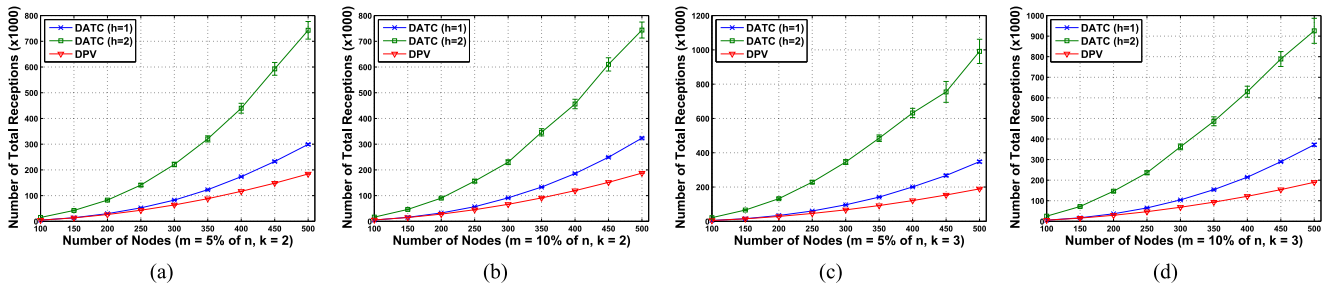 Number of Total Receptions (x1000)
800
700
600
500
400
300
200
100
DATC (h=1)
DATC (h=2)
DPV
100 150 200 250 300 350 400 450 500
Number of Nodes (m = 5% of n, k = 2)
(a)
Number of Total Receptions (x1000)
800
700
600
500
400
300
200
100
DATC (h=1)
DATC (h=2)
DPV
100 150 200 250 300 350 400 450 500
Number of Nodes (m = 10% of n, k = 2)
(b)
Number of Total Receptions (x1000)
1200
1000
800
600
400
200
DATC (h=1)
DATC (h=2)
DPV
100 150 200 250 300 350 400 450 500
Number of Nodes (m = 5% of n, k = 3)
(c)
Number of Total Receptions (x1000)
1000
900
800
700
600
500
400
300
200
100
DATC (h=1)
DATC (h=2)
DPV
100 150 200 250 300 350 400 450 500
Number of Nodes (m = 10% of n, k = 3)
(d)